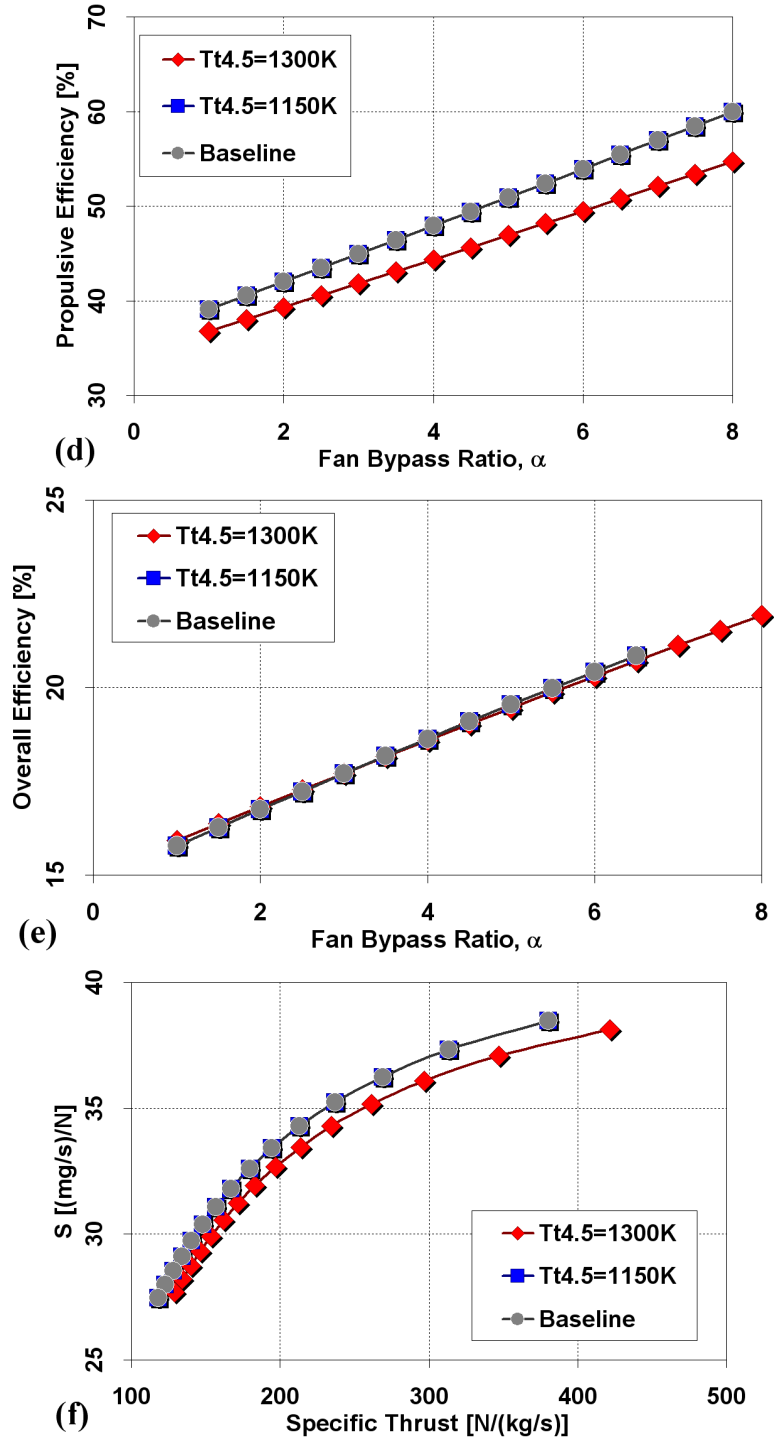 70
60
50
40
30
Propulsive Efficiency [%]
Tt4.5=1300K
Tt4.5=1150K
Baseline
0 2 4 6 8
Fan Bypass Ratio, α
(d)
25
20
15
Overall Efficiency [%]
Tt4.5=1300K
Tt4.5=1150K
Baseline
0 2 4 6 8
Fan Bypass Ratio, α
(e)
40
35
30
25
S [(mg/s)/N]
Tt4.5=1300K
Tt4.5=1150K
Baseline
100 200 300 400 500
Specific Thrust [N/(kg/s)]
(f)